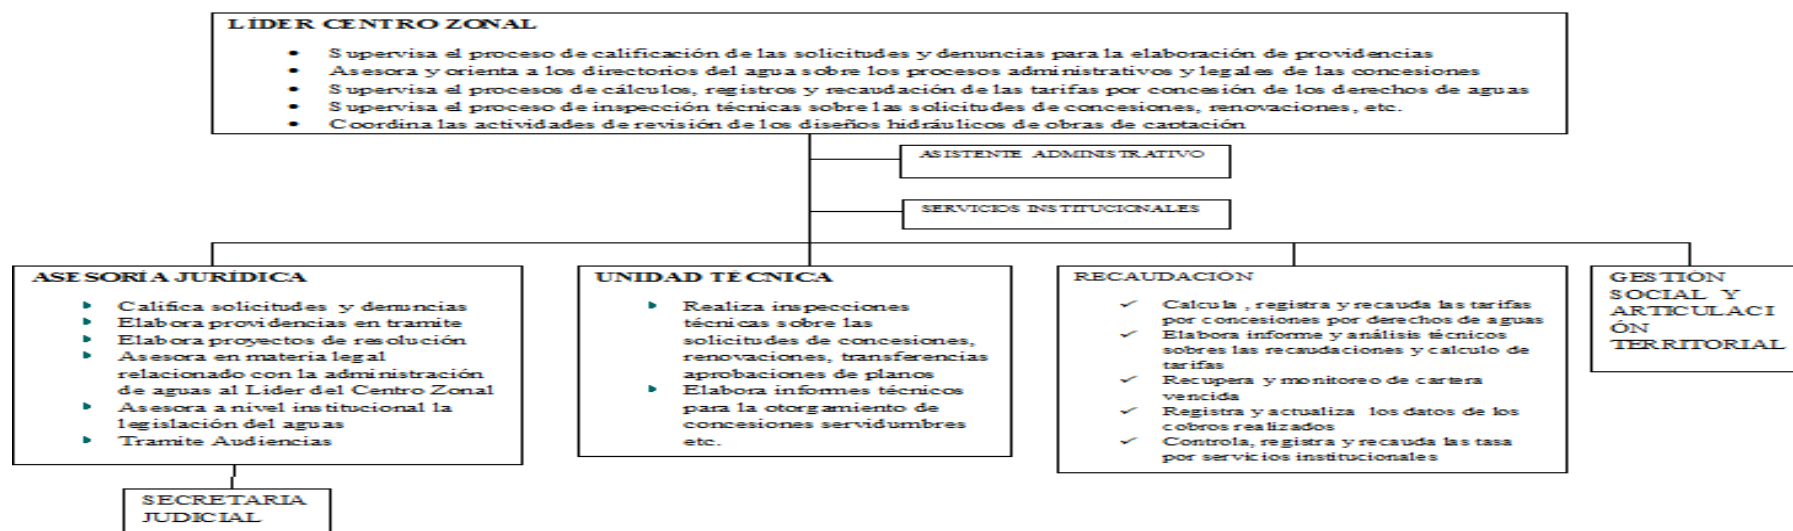 LÍDER CENTRO ZONAL
• Supervisa el proceso de calificación de las solicitudes y denuncias para la elaboración de providencias
• Asesora y orienta a los directorios del agua sobre los procesos administrativos y legales de las concesiones
• Supervisa el procesos de cálculos, registros y recaudación de las tarifas por concesión de los derechos de aguas
• Supervisa el proceso de inspección técnicas sobre las solicitudes de concesiones, renovaciones, etc.
• Coordina las actividades de revisión de los diseños hidráulicos de obras de captación
ASISTENTE ADMINISTRATIVO
SERVICIOS INSTITUCIONALES
ASESORÍA JURÍDICA
Califica solicitudes y denuncias
Elabora providencias en tramite
Elabora proyectos de resolución
Asesora en materia legal
relacionado con la administración
de aguas al Líder del Centro Zonal
Asesora a nivel institucional la
legislación del aguas
Tramite Audiencias
SECRETARIA
JUDICIAL
UNIDAD TÉCNICA
Realiza inspecciones
técnicas sobre las
solicitudes de concesiones,
renovaciones, transferencias
aprobaciones de planos
Elabora informes técnicos
para la otorgamiento de
concesiones servidumbres
etc.
RECAUDACIÓN
✓ Calcula , registra y recauda las tarifas
por concesiones por derechos de aguas
✓ Elabora informe y análisis técnicos
sobres las recaudaciones y calculo de
tarifas
✓ Recupera y monitoreo de cartera
vencida
✓ Registra y actualiza los datos de los
cobros realizados
✓ Controla, registra y recauda las tasa
por servicios institucionales
GESTIÓN
SOCIAL Y
ARTICULACI
ÓN
TERRITORIAL